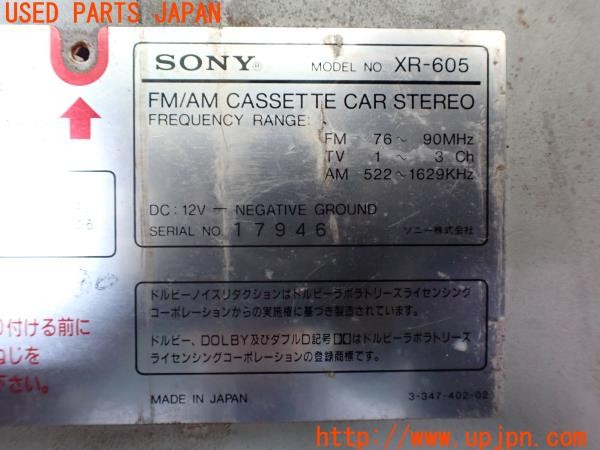 USED PARTS JAPAN
SONY®
MODEL NO. XR-605
FM/AM CASSETTE CAR STEREO
FREQUENCY RANGE:
FM 76～ 90MHz
TV 1 ～ 3 Ch
AM 522～1629KHz
DC: 12V — NEGATIVE GROUND
SERIAL NO. 17946
ソニー株式会社
ドルビーノイズリダクションはドルビーラボラトリーズライセンシング
コーポレーションからの実施権に基づき製造されています。
ドルビー、DOLBY及びダブルD記号はドルビーラボラトリーズ
ライセンシングコーポレーションの登録商標です。
MADE IN JAPAN
3-347-402-02
付ける前に
ねじを
さい。
http://www.upjpn.com/